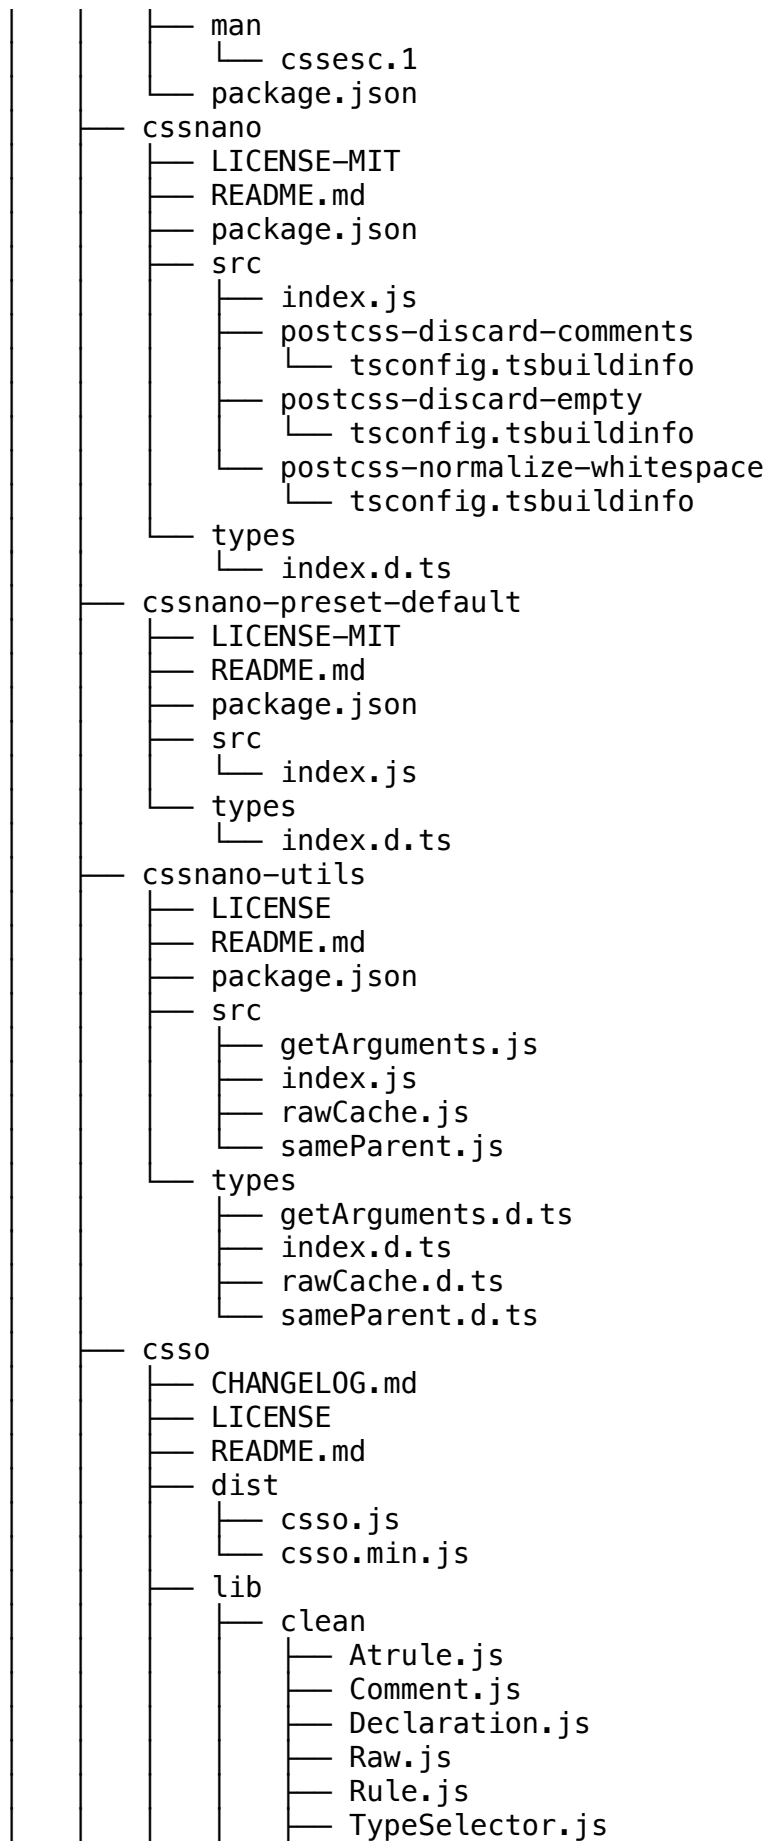 │   │   ├── man
│   │   │   └── cssesc.1
│   │   └── package.json
│   ├── cssnano
│   │   ├── LICENSE-MIT
│   │   ├── README.md
│   │   ├── package.json
│   │   ├── src
│   │   │   ├── index.js
│   │   │   ├── postcss-discard-comments
│   │   │   │   └── tsconfig.tsbuildinfo
│   │   │   ├── postcss-discard-empty
│   │   │   │   └── tsconfig.tsbuildinfo
│   │   │   └── postcss-normalize-whitespace
│   │   │       └── tsconfig.tsbuildinfo
│   │   └── types
│   │       └── index.d.ts
│   ├── cssnano-preset-default
│   │   ├── LICENSE-MIT
│   │   ├── README.md
│   │   ├── package.json
│   │   ├── src
│   │   │   └── index.js
│   │   └── types
│   │       └── index.d.ts
│   ├── cssnano-utils
│   │   ├── LICENSE
│   │   ├── README.md
│   │   ├── package.json
│   │   ├── src
│   │   │   ├── getArguments.js
│   │   │   ├── index.js
│   │   │   ├── rawCache.js
│   │   │   └── sameParent.js
│   │   └── types
│   │       ├── getArguments.d.ts
│   │       ├── index.d.ts
│   │       ├── rawCache.d.ts
│   │       └── sameParent.d.ts
│   ├── csso
│   │   ├── CHANGELOG.md
│   │   ├── LICENSE
│   │   ├── README.md
│   │   ├── dist
│   │   │   ├── csso.js
│   │   │   └── csso.min.js
│   │   ├── lib
│   │   │   ├── clean
│   │   │   │   ├── Atrule.js
│   │   │   │   ├── Comment.js
│   │   │   │   ├── Declaration.js
│   │   │   │   ├── Raw.js
│   │   │   │   ├── Rule.js
│   │   │   │   ├── TypeSelector.js